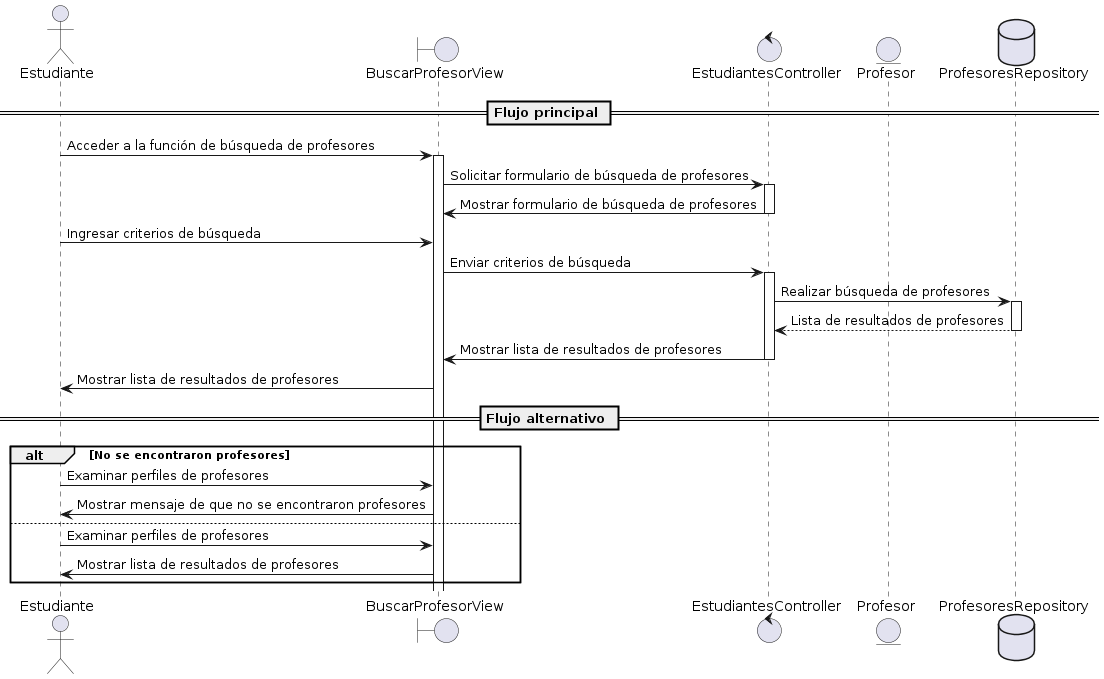 Estudiante
BuscarProfesorView
EstudiantesController
Profesor
ProfesoresRepository
Flujo principal
Acceder a la función de búsqueda de profesores
Solicitar formulario de búsqueda de profesores
Mostrar formulario de búsqueda de profesores
Ingresar criterios de búsqueda
Enviar criterios de búsqueda
Realizar búsqueda de profesores
Lista de resultados de profesores
Mostrar lista de resultados de profesores
Mostrar lista de resultados de profesores
Flujo alternativo
alt [No se encontraron profesores]
Examinar perfiles de profesores
Mostrar mensaje de que no se encontraron profesores
Examinar perfiles de profesores
Mostrar lista de resultados de profesores
Estudiante
BuscarProfesorView
EstudiantesController
Profesor
ProfesoresRepository